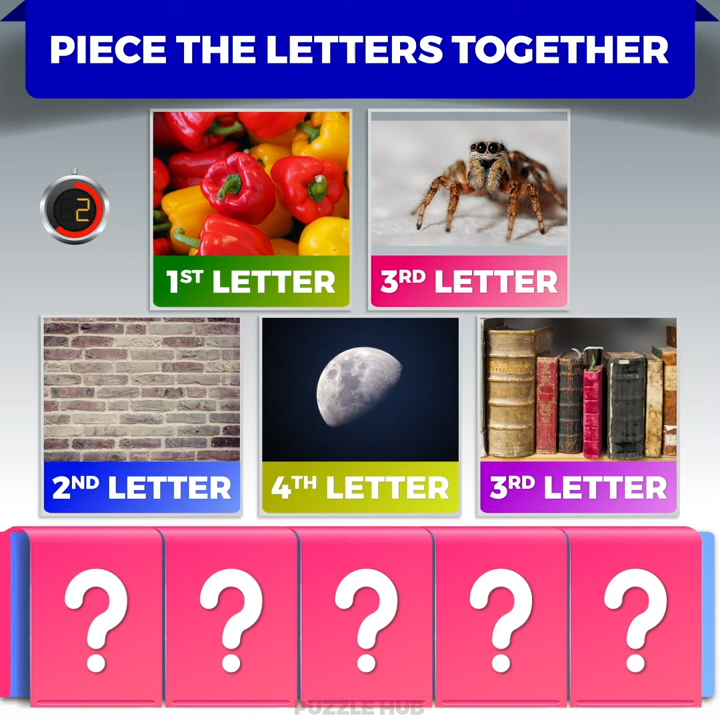 PIECE THE LETTERS TOGETHER
2
1ST LETTER
3RD LETTER
2ND LETTER
4TH LETTER
3RD LETTER
? ? ? ? ?
PUZZLE HUB